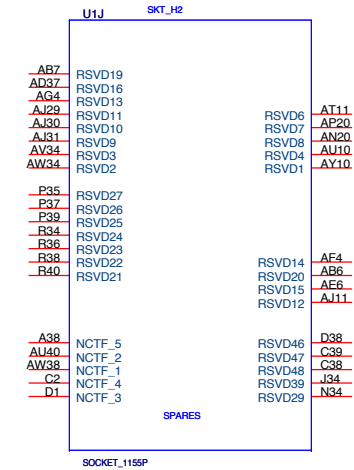 U1J SKT_H2
AB7 RSVD19
AD37 RSVD16
AG4 RSVD13
AJ29 RSVD11
AJ30 RSVD10
AJ31 RSVD9
AV34 RSVD3
AW34 RSVD2
RSVD6 AT11
RSVD7 AP20
RSVD8 AN20
RSVD4 AU10
RSVD1 AY10
P35 RSVD27
P37 RSVD26
P39 RSVD25
R34 RSVD24
R36 RSVD23
R38 RSVD22
R40 RSVD21
RSVD14 AF4
RSVD20 AB6
RSVD15 AE6
RSVD12 AJ11
A38 NCTF_5
AU40 NCTF_2
AW38 NCTF_1
C2 NCTF_4
D1 NCTF_3
RSVD46 D38
RSVD47 C39
RSVD48 C38
RSVD39 J34
RSVD29 N34
SPARES
SOCKET_1155P